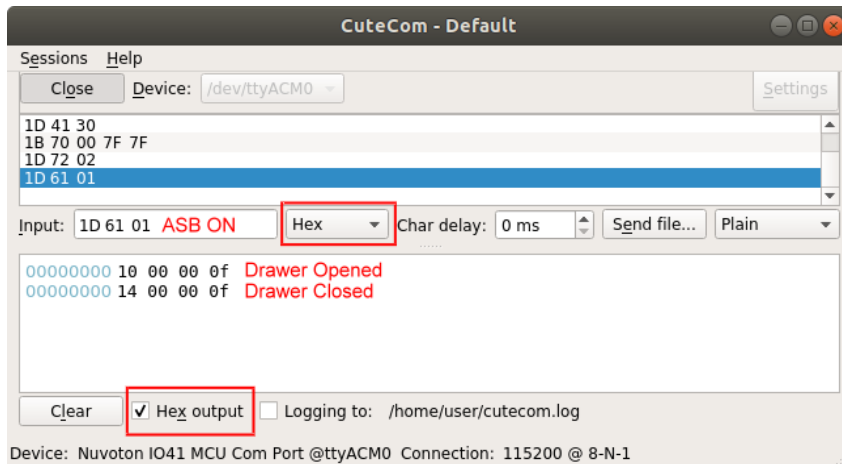 CuteCom - Default
Sessions Help
Close Device: /dev/ttyACM0 Settings
1D 41 30
1B 70 00 7F 7F
1D 72 02
1D 61 01
Input: 1D 61 01 ASB ON Hex Char delay: 0 ms Send file... Plain
00000000 10 00 00 0f Drawer Opened
00000000 14 00 00 0f Drawer Closed
Clear Hex output Logging to: /home/user/cutecom.log
Device: Nuvoton IO41 MCU Com Port @ttyACM0 Connection: 115200 @ 8-N-1